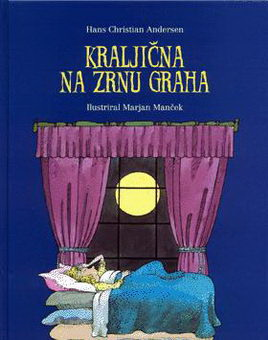 Hans Christian Andersen
KRALJIČNA
NA ZRNU GRAHA
Ilustriral Marjan Manček